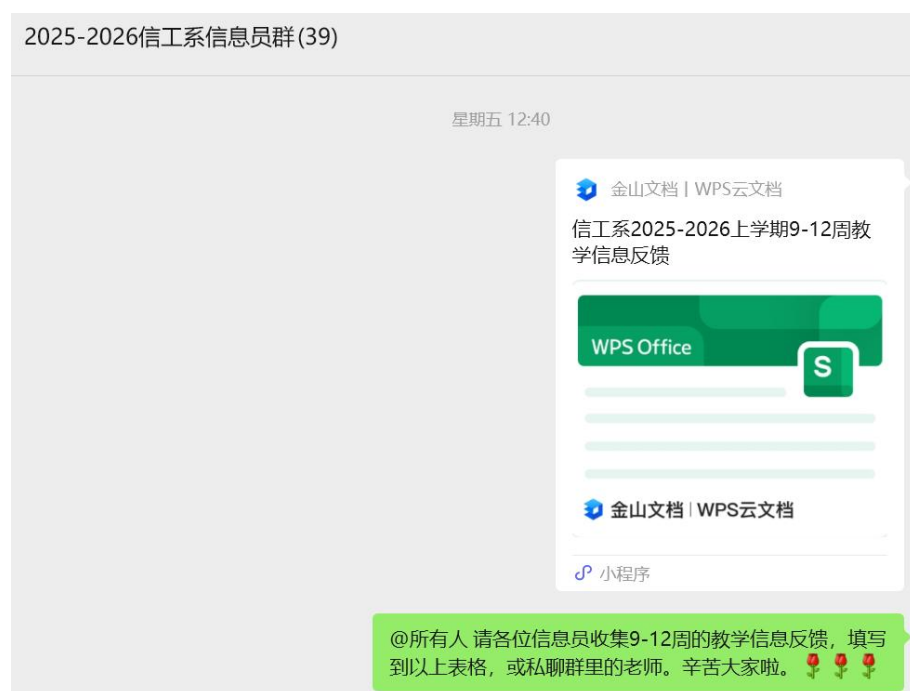 2025-2026信工系信息员群(39)
星期五 12:40
金山文档 | WPS云文档
信工系2025-2026上学期9-12周教
学信息反馈
WPS Office
S
金山文档 | WPS云文档
小程序
@所有人 请各位信息员收集9-12周的教学信息反馈，填写
到以上表格，或私聊群里的老师。辛苦大家啦。🌹🌹🌹